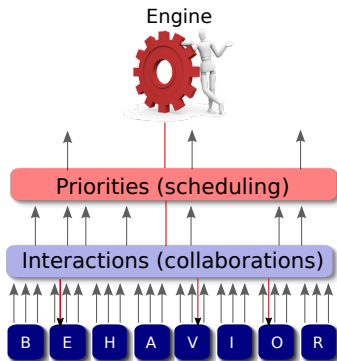 Engine
Priorities (scheduling)
Interactions (collaborations)
B E H A V I O R